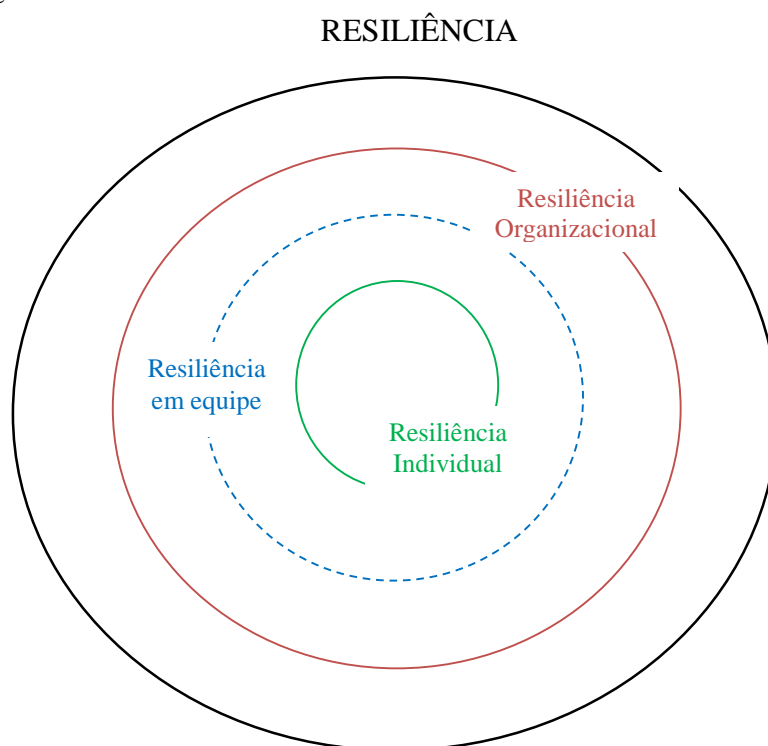 RESILIÊNCIA
Resiliência
Organizacional
Resiliência
em equipe
Resiliência
Individual